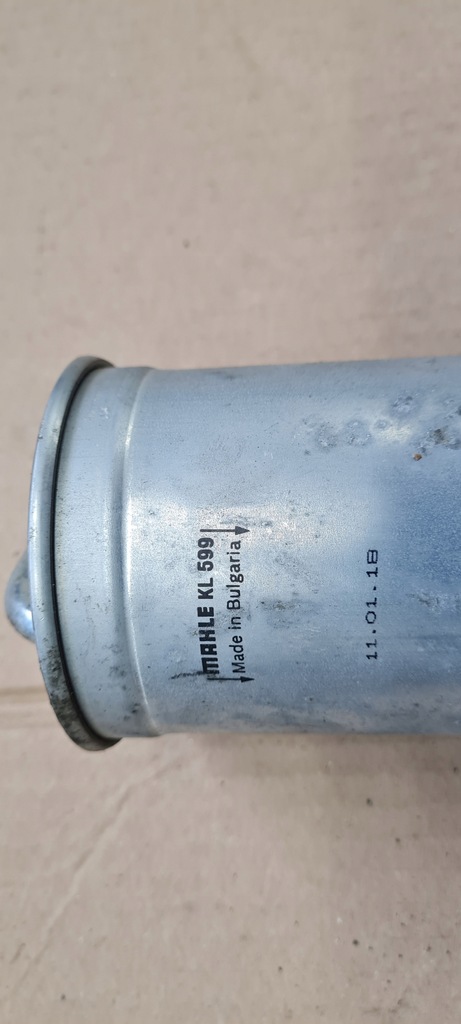 MAHLE KL 599
Made in Bulgaria
11.01.18